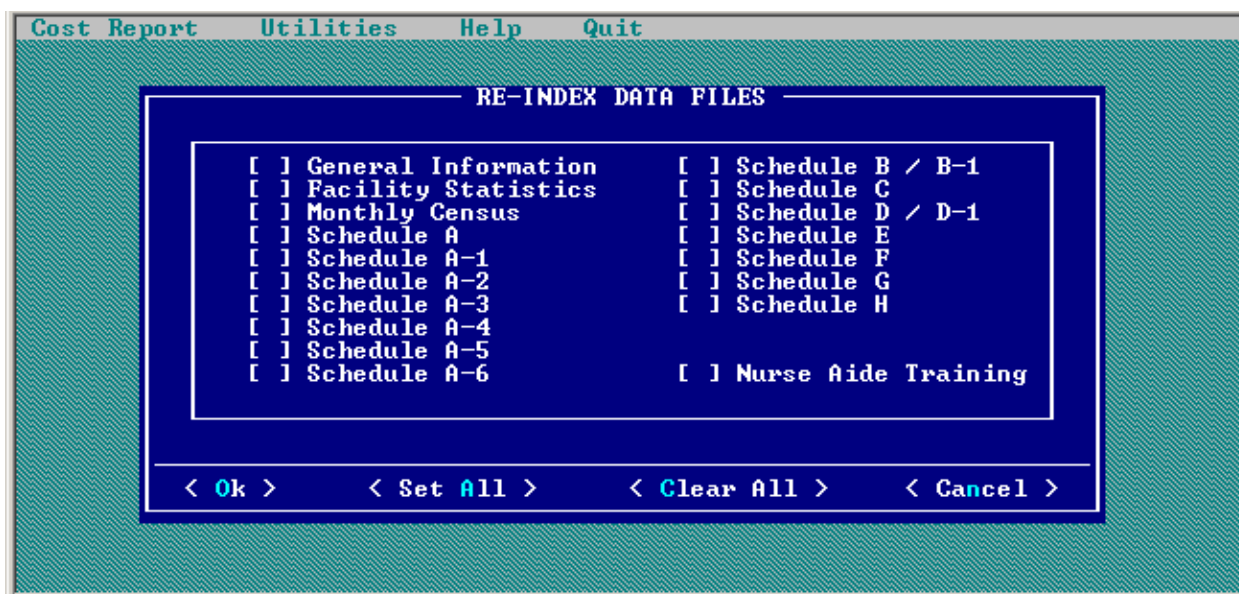 Cost Report Utilities Help Quit
RE-INDEX DATA FILES
[ ] General Information [ ] Schedule B / B-1
[ ] Facility Statistics [ ] Schedule C
[ ] Monthly Census [ ] Schedule D / D-1
[ ] Schedule A [ ] Schedule E
[ ] Schedule A-1 [ ] Schedule F
[ ] Schedule A-2 [ ] Schedule G
[ ] Schedule A-3 [ ] Schedule H
[ ] Schedule A-4
[ ] Schedule A-5
[ ] Schedule A-6 [ ] Nurse Aide Training
< Ok > < Set All > < Clear All > < Cancel >